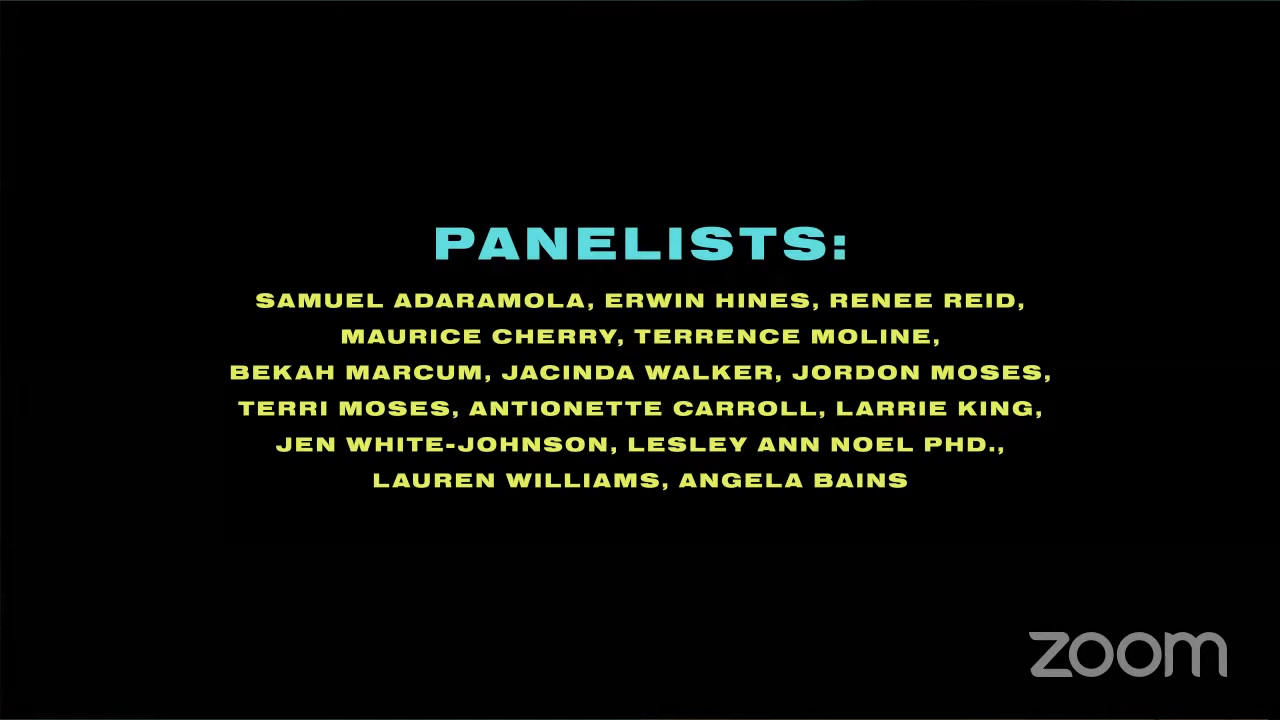 PANELISTS:
SAMUEL ADARAMOLA, ERWIN HINES, RENEE REID,
MAURICE CHERRY, TERRENCE MOLINE,
BEKAH MARCUM, JACINDA WALKER, JORDON MOSES,
TERRI MOSES, ANTIONETTE CARROLL, LARRIE KING,
JEN WHITE-JOHNSON, LESLEY ANN NOEL PHD.,
LAUREN WILLIAMS, ANGELA BAINS
zoom